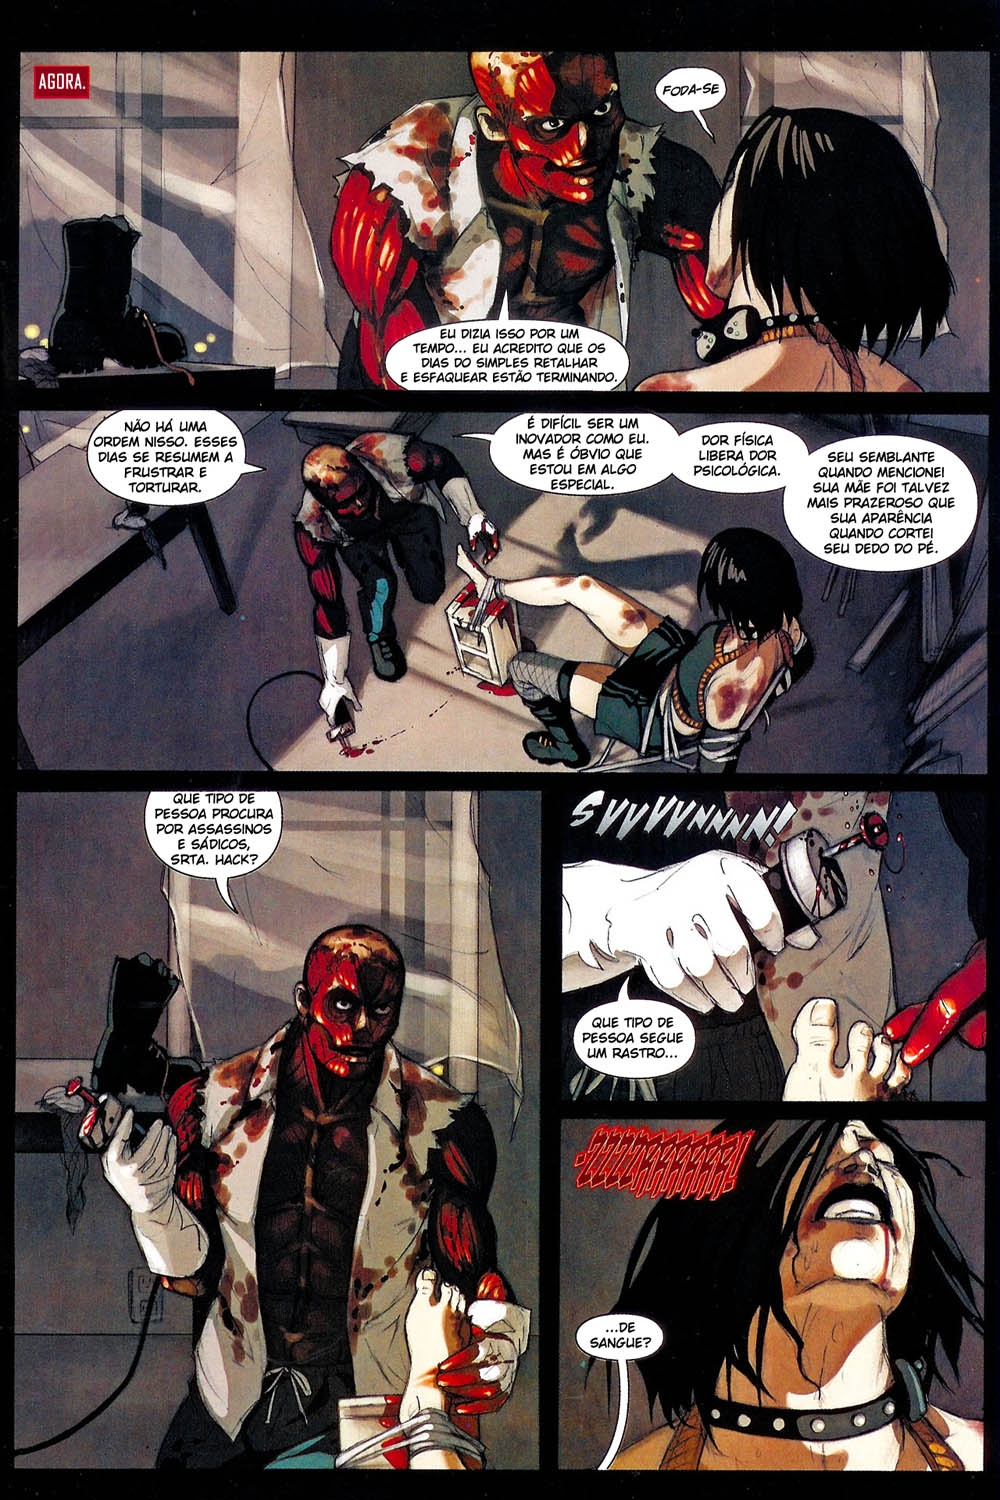 AGORA.
FODA-SE
EU DIZIA ISSO POR UM
TEMPO... EU ACREDITO QUE OS
DIAS DO SIMPLES RETALHAR
E ESFAQUEAR ESTÃO TERMINANDO.
NÃO HÁ UMA
ORDEM NISSO. ESSES
DIAS SE RESUMEM A
FRUSTRAR E
TORTURAR.
É DIFÍCIL SER UM
INOVADOR COMO EU.
MAS É ÓBVIO QUE
ESTOU EM ALGO
ESPECIAL.
DOR FÍSICA
LIBERA DOR
PSICOLÓGICA.
SEU SEMBLANTE
QUANDO MENCIONEI
SUA MÃE FOI TALVEZ
MAIS PRAZEROSO QUE
SUA APARÊNCIA
QUANDO CORTEI
SEU DEDO DO PÉ.
QUE TIPO DE
PESSOA PROCURA
POR ASSASSINOS
E SÁDICOS,
SRTA. HACK?
SVVVVNNNN!
QUE TIPO DE
PESSOA SEGUE
UM RASTRO...
...DE
SANGUE?